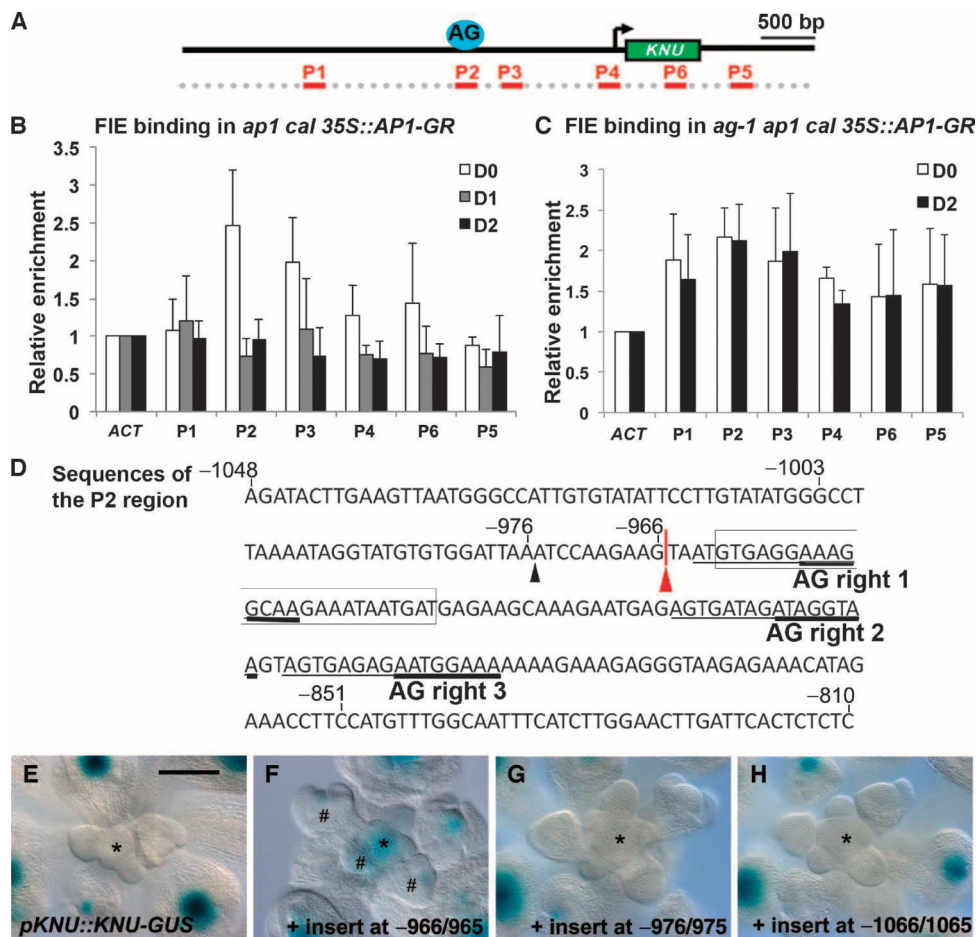 A
AG
KNU
500 bp
P1 P2 P3 P4 P6 P5
B FIE binding in ap1 cal 35S::AP1-GR
Relative enrichment
3.5
3
2.5
2
1.5
1
0.5
0
D0
D1
D2
ACT P1 P2 P3 P4 P6 P5
C FIE binding in ag-1 ap1 cal 35S::AP1-GR
Relative enrichment
3
2.5
2
1.5
1
0.5
0
D0
D2
ACT P1 P2 P3 P4 P6 P5
D Sequences of the P2 region
−1048 −1003
AGATACTTGAAGTTAATGGGCCATTGTGTATATTCCTTGTATATGGGCCT
−976 −966
TAAAATAGGTATGTGTGGATTAAATCCAAGAAGTAATGTGAGGAAAG
AG right 1
GCAAGAAATAATGATGAGAAGCAAAGAATGAGAGTGATAGATAGGTA
AG right 2
AGTAGTGAGAGAATGGAAAAAAAGAAAGAGGGTAAGAGAAACATAG
AG right 3
−851 −810
AAACCTTCCATGTTTGGCAATTTCATCTTGGAACTTGATTCACTCTCTC
E
*
pKNU::KNU-GUS
F
# * # #
+ insert at −966/965
G
*
+ insert at −976/975
H
*
+ insert at −1066/1065